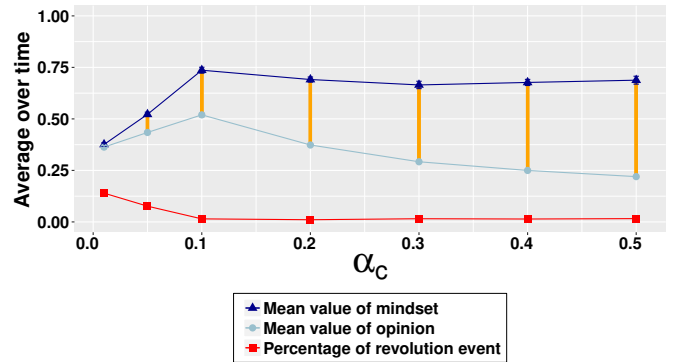 1.00
0.75
0.50
0.25
0.00
Average over time
0.0 0.1 0.2 0.3 0.4 0.5
αC
Mean value of mindset
Mean value of opinion
Percentage of revolution event